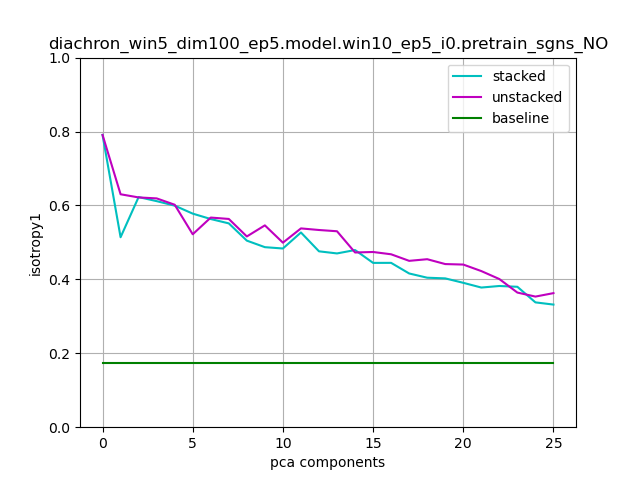 diachron_win5_dim100_ep5.model.win10_ep5_i0.pretrain_sgns_NO
stacked
unstacked
baseline
isotropy1
1.0
0.8
0.6
0.4
0.2
0.0
0 5 10 15 20 25
pca components